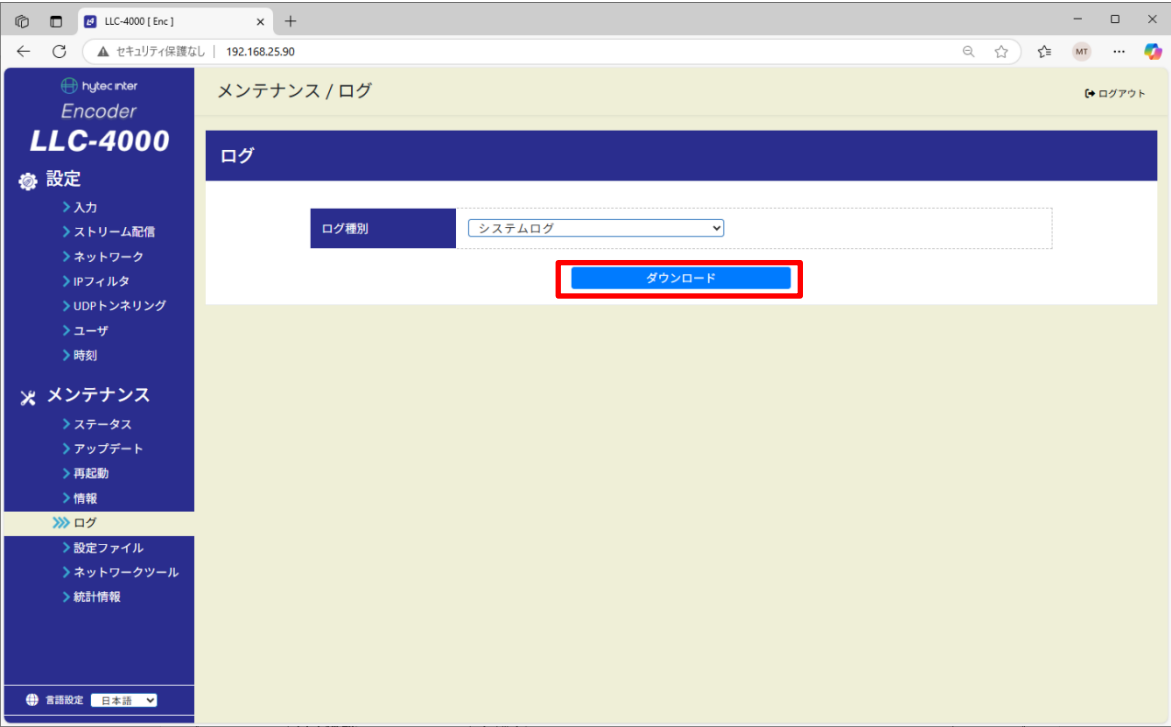 LLC-4000 [ Enc ]
セキュリティ保護なし
192.168.25.90
MT
hytec inter
Encoder
LLC-4000
設定
入力
ストリーム配信
ネットワーク
IPフィルタ
UDPトンネリング
ユーザ
時刻
メンテナンス
ステータス
アップデート
再起動
情報
ログ
設定ファイル
ネットワークツール
統計情報
言語設定 日本語
メンテナンス / ログ
ログアウト
ログ
ログ種別
システムログ
ダウンロード